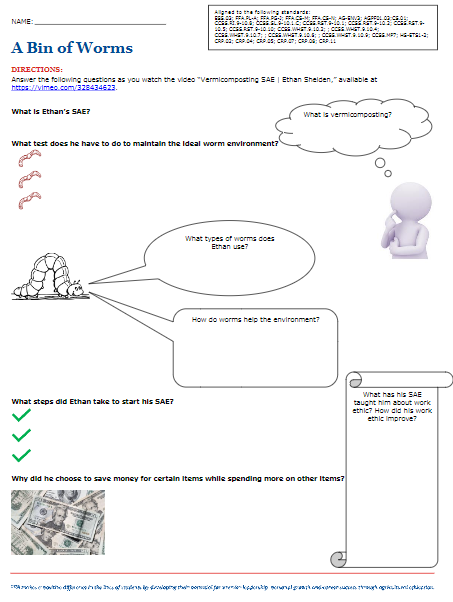 NAME:
Aligned to the following standards:
A Bin of Worms
DIRECTIONS:
Answer the following questions as you watch the video “Vermicomposting SAE | Ethan Shelden,” available at
https://vimeo.com/328434623.
What is Ethan’s SAE?
What is vermicomposting?
What test does he have to do to maintain the ideal worm environment?
What types of worms does
Ethan use?
How do worms help the environment?
What has his SAE
taught him about work
ethic? How did his work
ethic improve?
What steps did Ethan take to start his SAE?
Why did he choose to save money for certain items while spending more on other items?
FFA makes a positive difference in the lives of students by developing their potential for premier leadership, personal growth and career success through agricultural education.